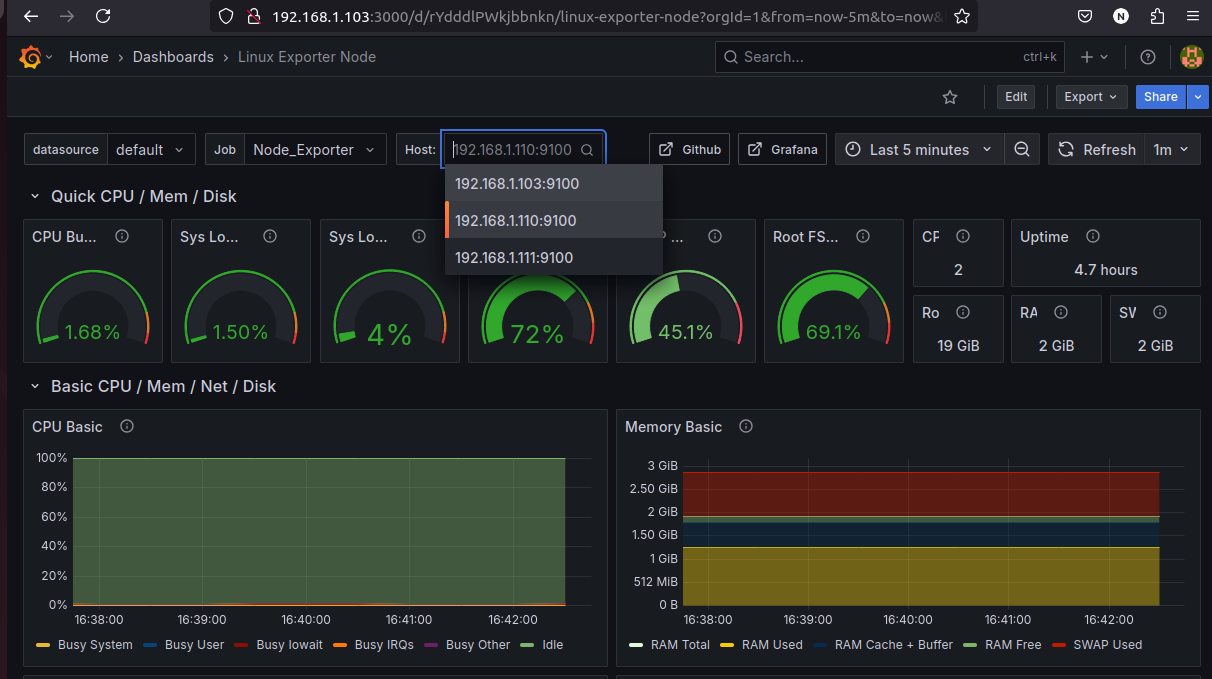 192.168.1.103:3000/d/rYdddlPWkjbbnkn/linux-exporter-node?orgId=1&from=now-5m&to=now&
N
Home › Dashboards › Linux Exporter Node
Search... ctrl+k
Edit Export Share
datasource default Job Node_Exporter Host: 192.168.1.110:9100 Github Grafana Last 5 minutes Refresh 1m
192.168.1.103:9100
192.168.1.110:9100
192.168.1.111:9100
Quick CPU / Mem / Disk
CPU Bu... Sys Lo... Sys Lo... ... Root FS... Uptime
2 4.7 hours
1.68% 1.50% 4% 72% 45.1% 69.1%
Ro RA
19 GiB 2 GiB 2 GiB
Basic CPU / Mem / Net / Disk
CPU Basic
100%
80%
60%
40%
20%
0%
16:38:00 16:39:00 16:40:00 16:41:00 16:42:00
Busy System Busy User Busy Iowait Busy IRQs Busy Other Idle
Memory Basic
3 GiB
2.50 GiB
2 GiB
1.50 GiB
1 GiB
512 MiB
0 B
16:38:00 16:39:00 16:40:00 16:41:00 16:42:00
RAM Total RAM Used RAM Cache + Buffer RAM Free SWAP Used